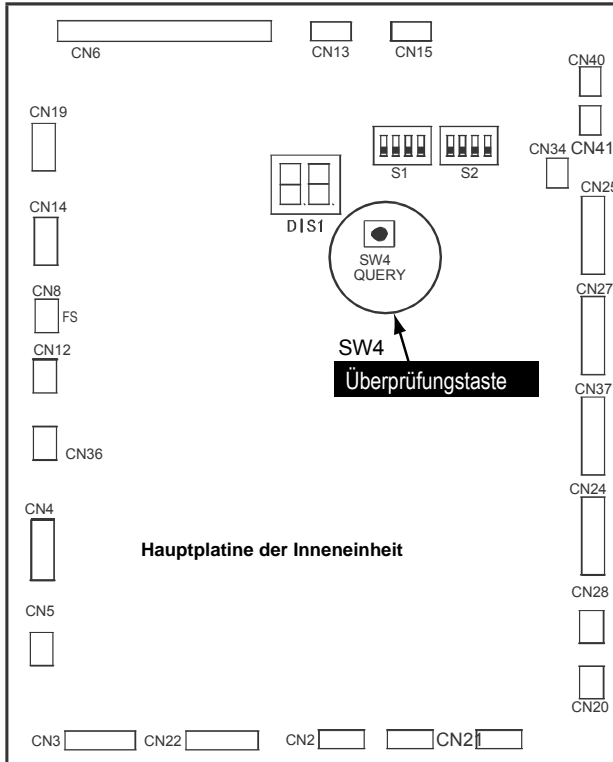 CN6
CN13
CN15
CN40
CN19
CN34
CN41
S1
S2
CN25
CN14
DIS1
SW4
QUERY
CN8
FS
CN27
CN12
SW4
Überprüfungstaste
CN37
CN36
CN4
CN24
Hauptplatine der Inneneinheit
CN5
CN28
CN20
CN3
CN22
CN2
CN21